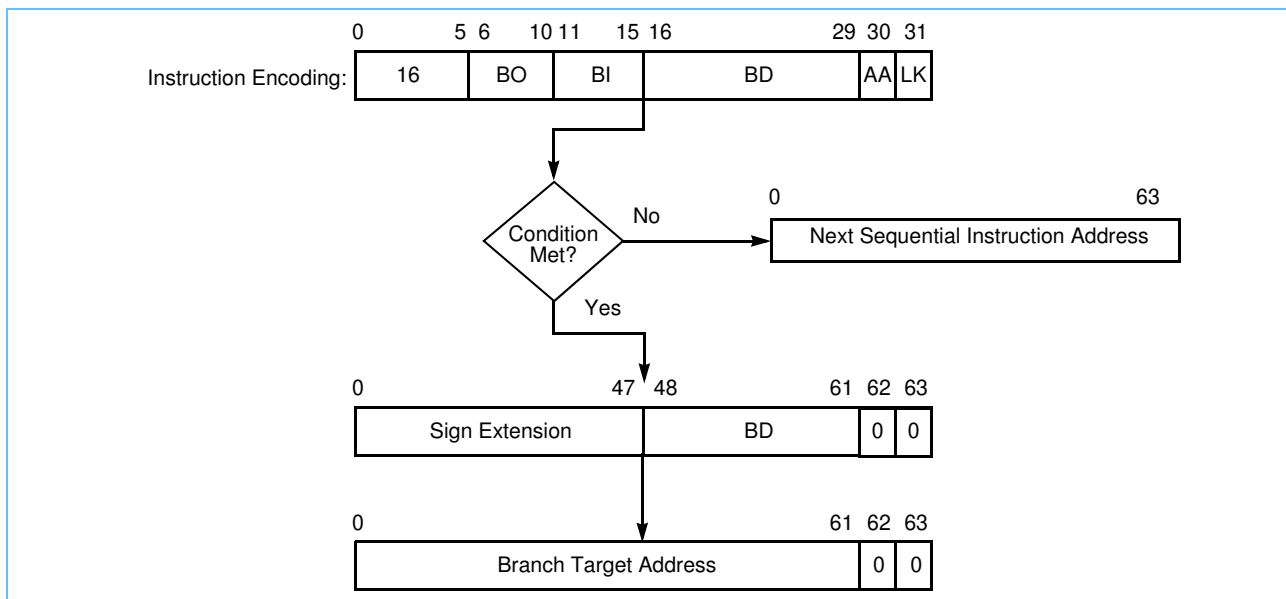 0 5 6 10 11 15 16 29 30 31
Instruction Encoding: 16 BO BI BD AA LK
Condition
Met?
No
0 63
Next Sequential Instruction Address
Yes
0 47 48 61 62 63
Sign Extension BD 0 0
0 61 62 63
Branch Target Address 0 0